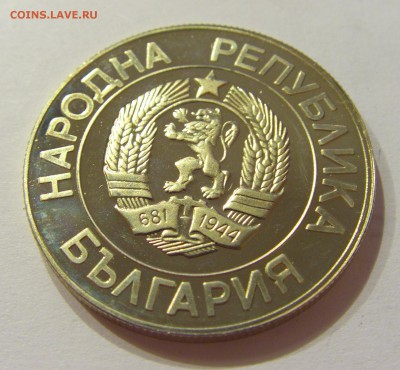 COINS.LAVE.RU
НАРОДНА РЕПУБЛИКА
681 1944
БЪЛГАРИЯ